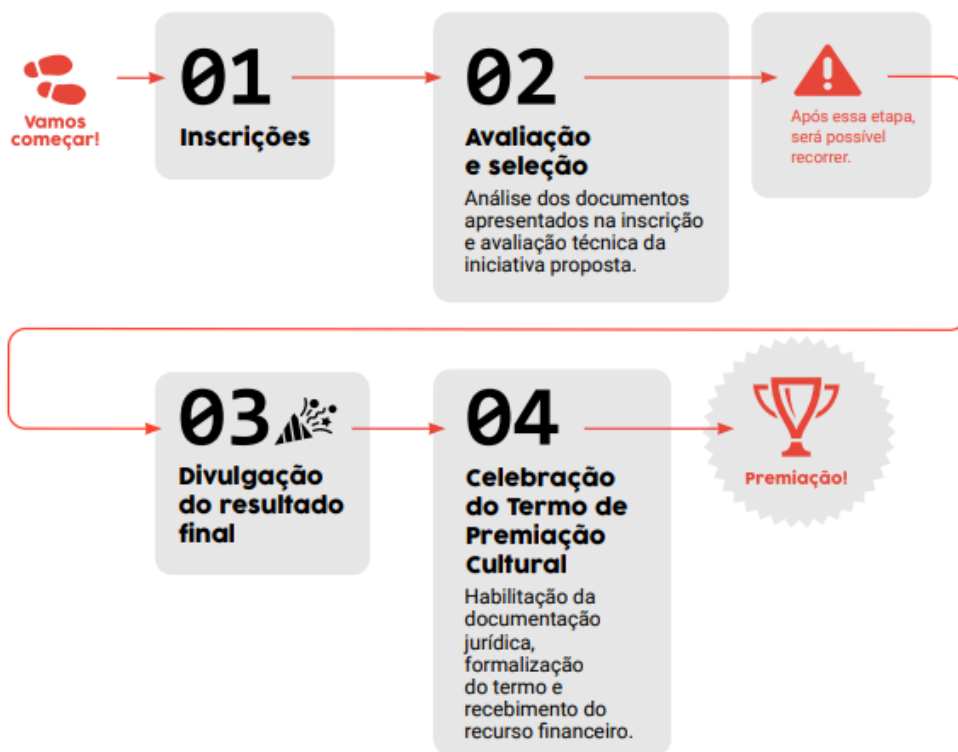 Vamos
começar!
01
Inscrições
02
Avaliação
e seleção
Análise dos documentos
apresentados na inscrição
e avaliação técnica da
iniciativa proposta.
Após essa etapa,
será possível
recorrer.
03
Divulgação
do resultado
final
04
Celebração
do Termo de
Premiação
Cultural
Habilitação da
documentação
jurídica,
formalização
do termo e
recebimento do
recurso financeiro.
Premiação!